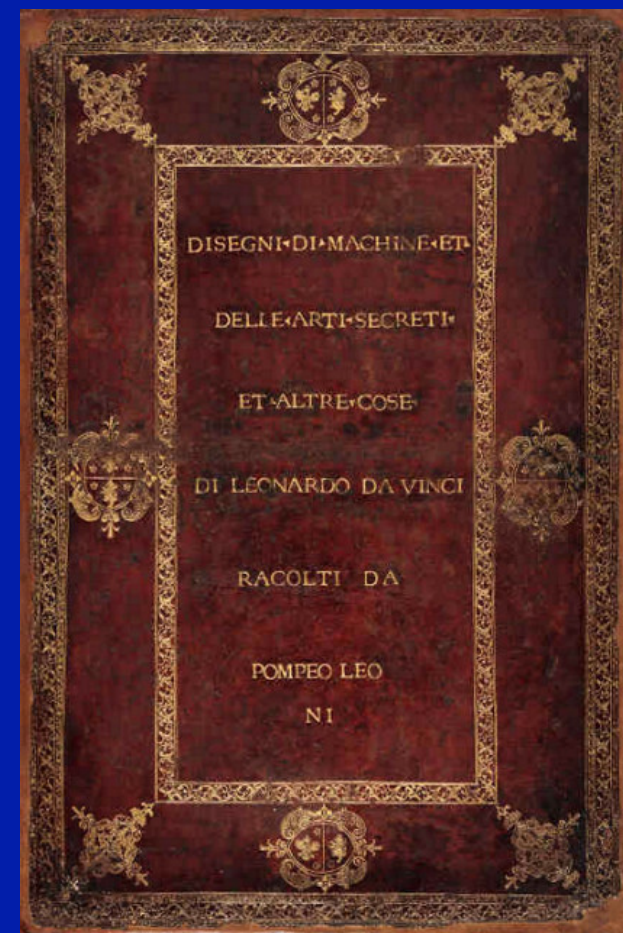 DISEGNI·DI·MACHINE·ET·
DELLE·ARTI·SECRETI·
ET·ALTRE·COSE·
DI LEONARDO DA VINCI
RACOLTI DA
POMPEO LEO
NI